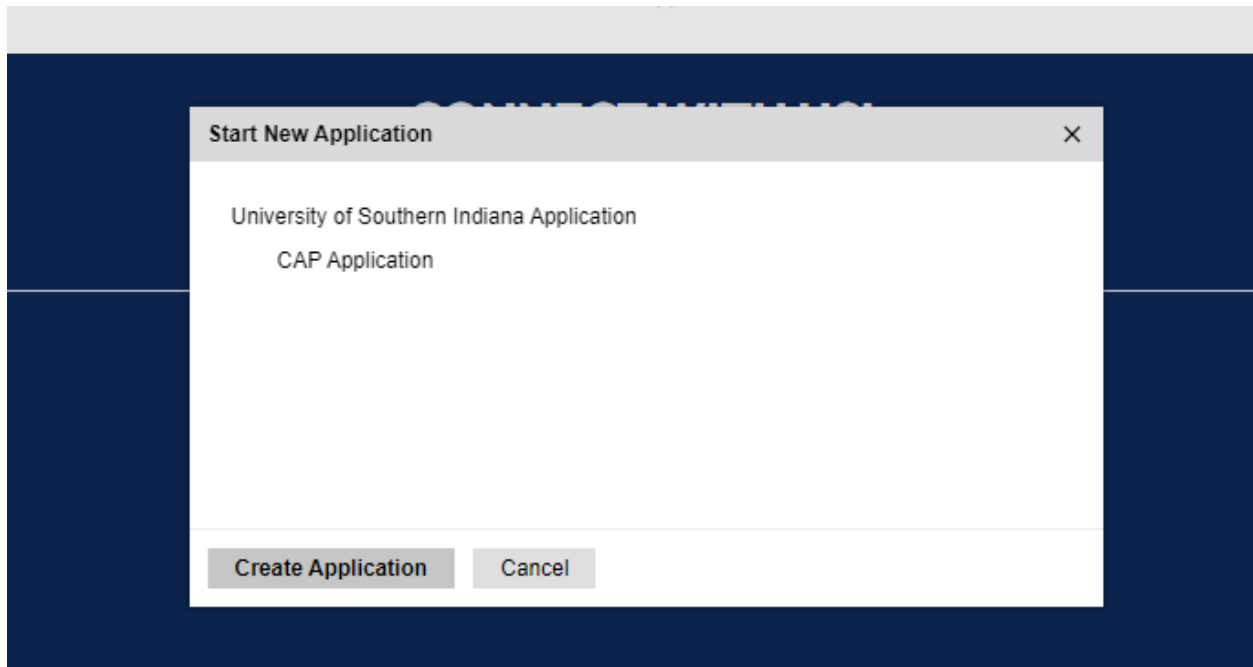 Start New Application
University of Southern Indiana Application
CAP Application
Create Application
Cancel